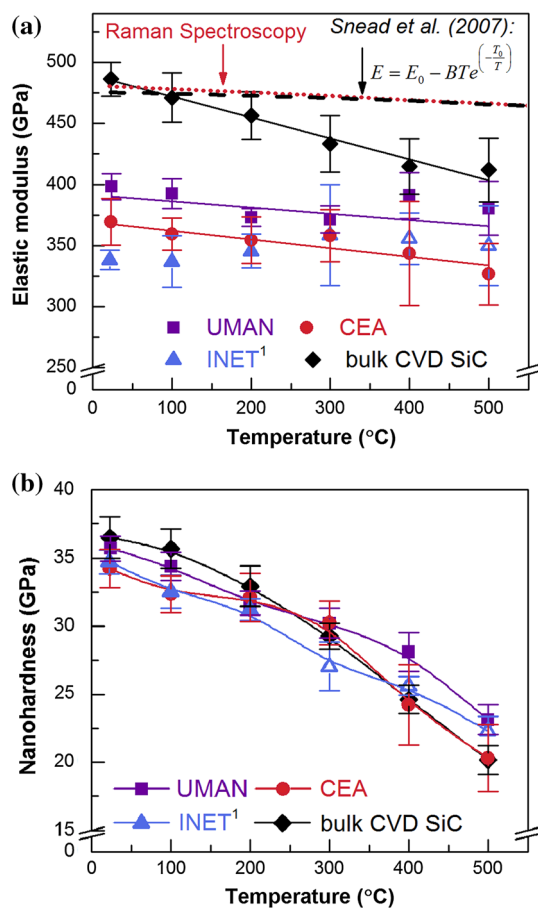 (a)
Raman Spectroscopy
Snead et al. (2007):
E = E₀ − BTe^(−T₀/T)
Elastic modulus (GPa)
500
450
400
350
300
250
0
UMAN
CEA
INET¹
bulk CVD SiC
0 100 200 300 400 500
Temperature (°C)
(b)
Nanohardness (GPa)
40
35
30
25
20
15
0
UMAN
CEA
INET¹
bulk CVD SiC
0 100 200 300 400 500
Temperature (°C)